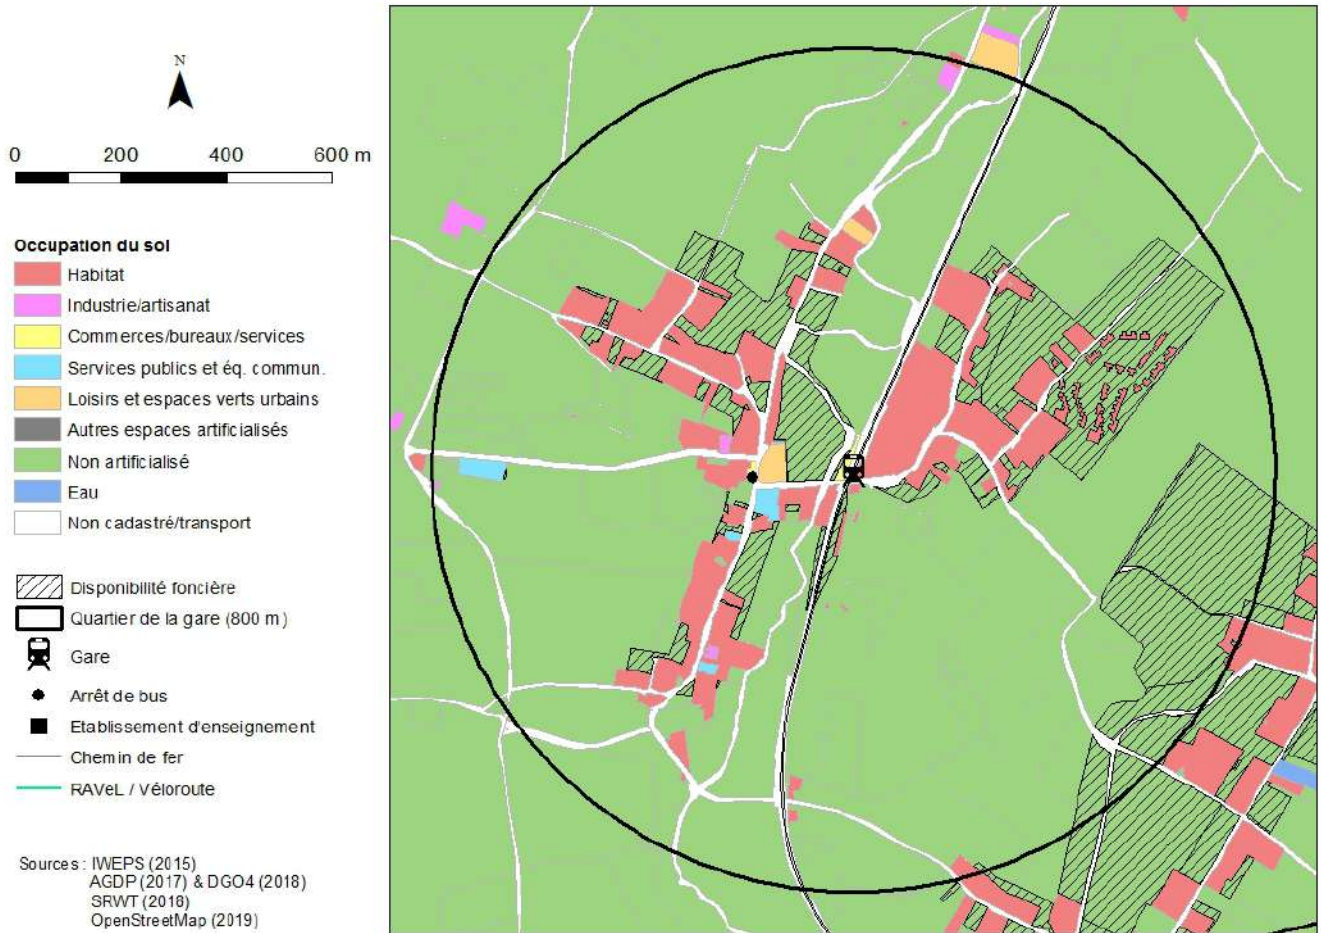 N
0 200 400 600 m
Occupation du sol
Habitat
Industrie/artisanat
Commerces/bureaux/services
Services publics et éq. commun.
Loisirs et espaces verts urbains
Autres espaces artificialisés
Non artificialisé
Eau
Non cadastré/transport
Disponibilité foncière
Quartier de la gare (800 m)
Gare
Arrêt de bus
Etablissement d'enseignement
Chemin de fer
RAVeL / Véloroute
Sources : IWEPS (2015)
AGDP (2017) & DGO4 (2018)
SRWT (2018)
OpenStreetMap (2019)